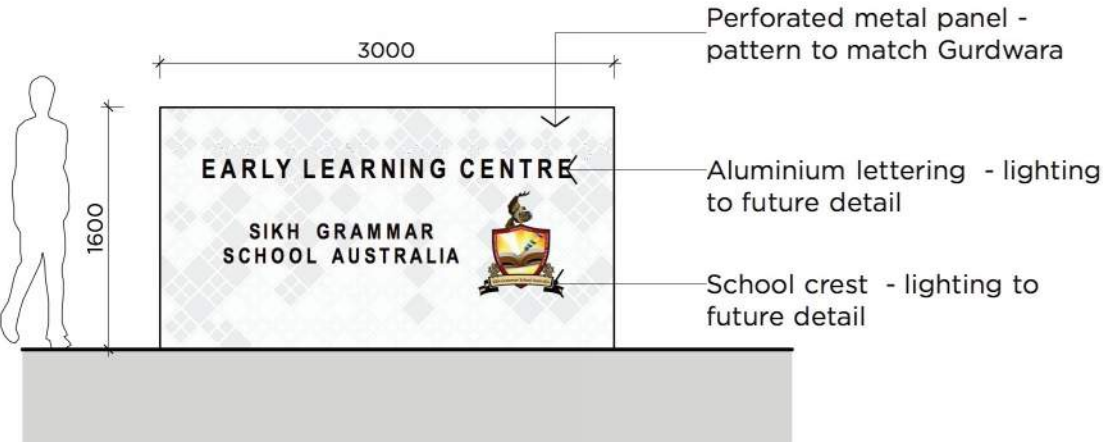 Perforated metal panel -
pattern to match Gurdwara
3000
EARLY LEARNING CENTRE
Aluminium lettering - lighting
to future detail
1600
SIKH GRAMMAR
SCHOOL AUSTRALIA
School crest - lighting to
future detail